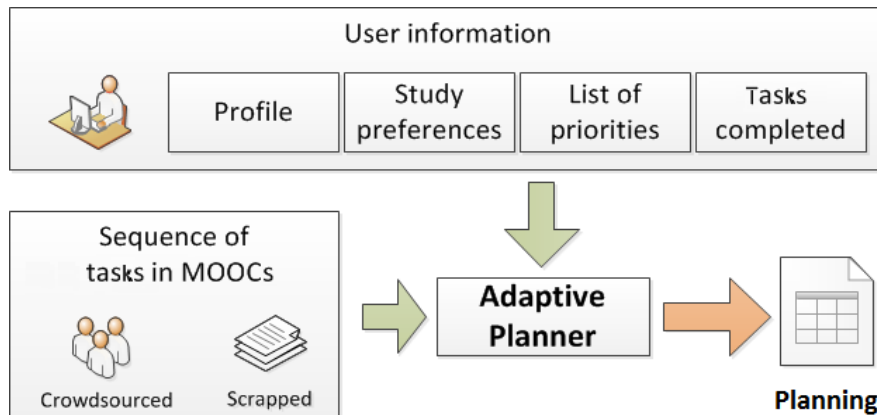 User information
Profile
Study
preferences
List of
priorities
Tasks
completed
Sequence of
tasks in MOOCs
Crowdsourced
Scrapped
Adaptive
Planner
Planning